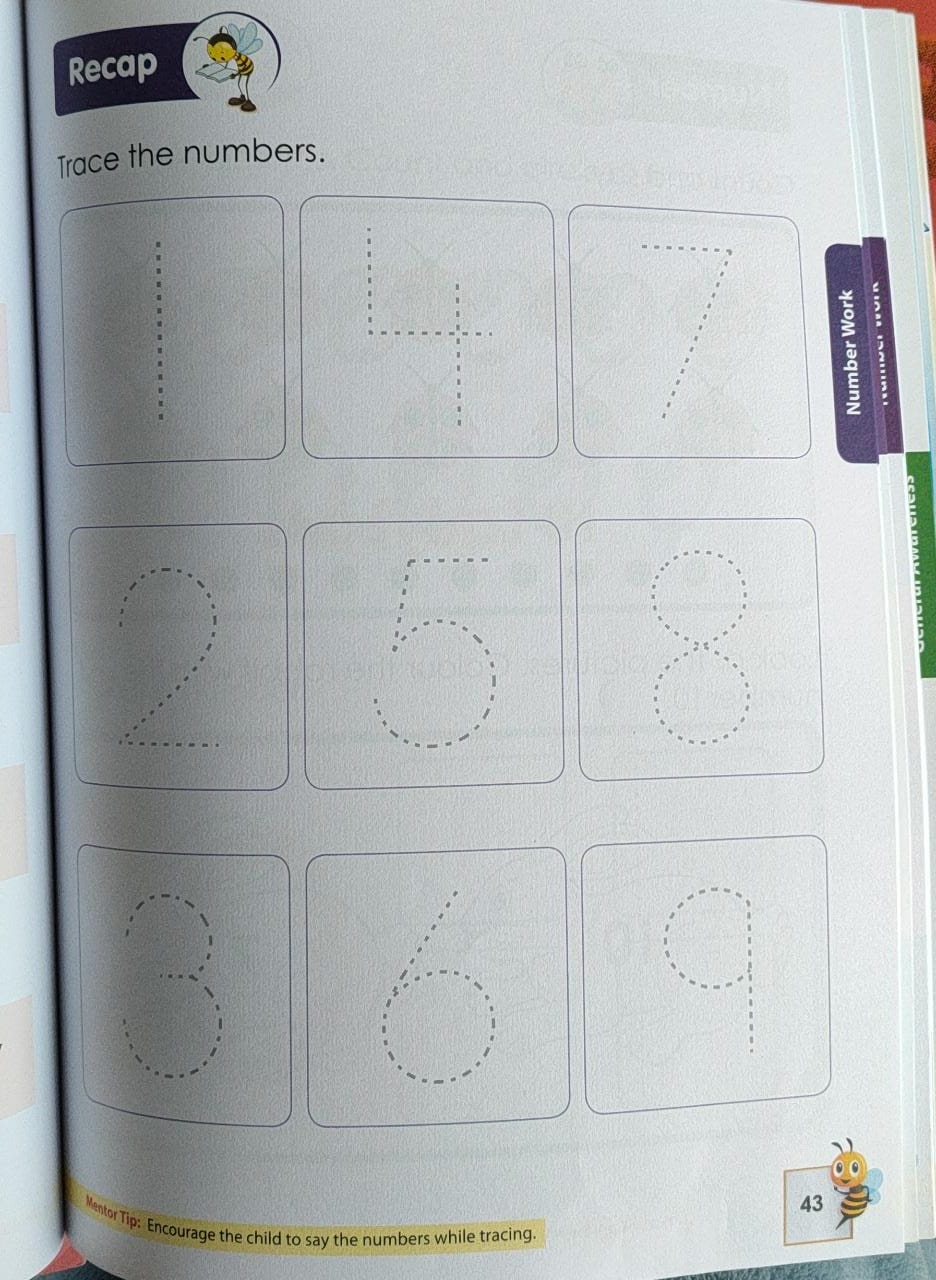 Recap
Trace the numbers.
1 4 7
2 5 8
3 6 9
Number Work
Number Work
General Awareness
Mentor Tip: Encourage the child to say the numbers while tracing.
43